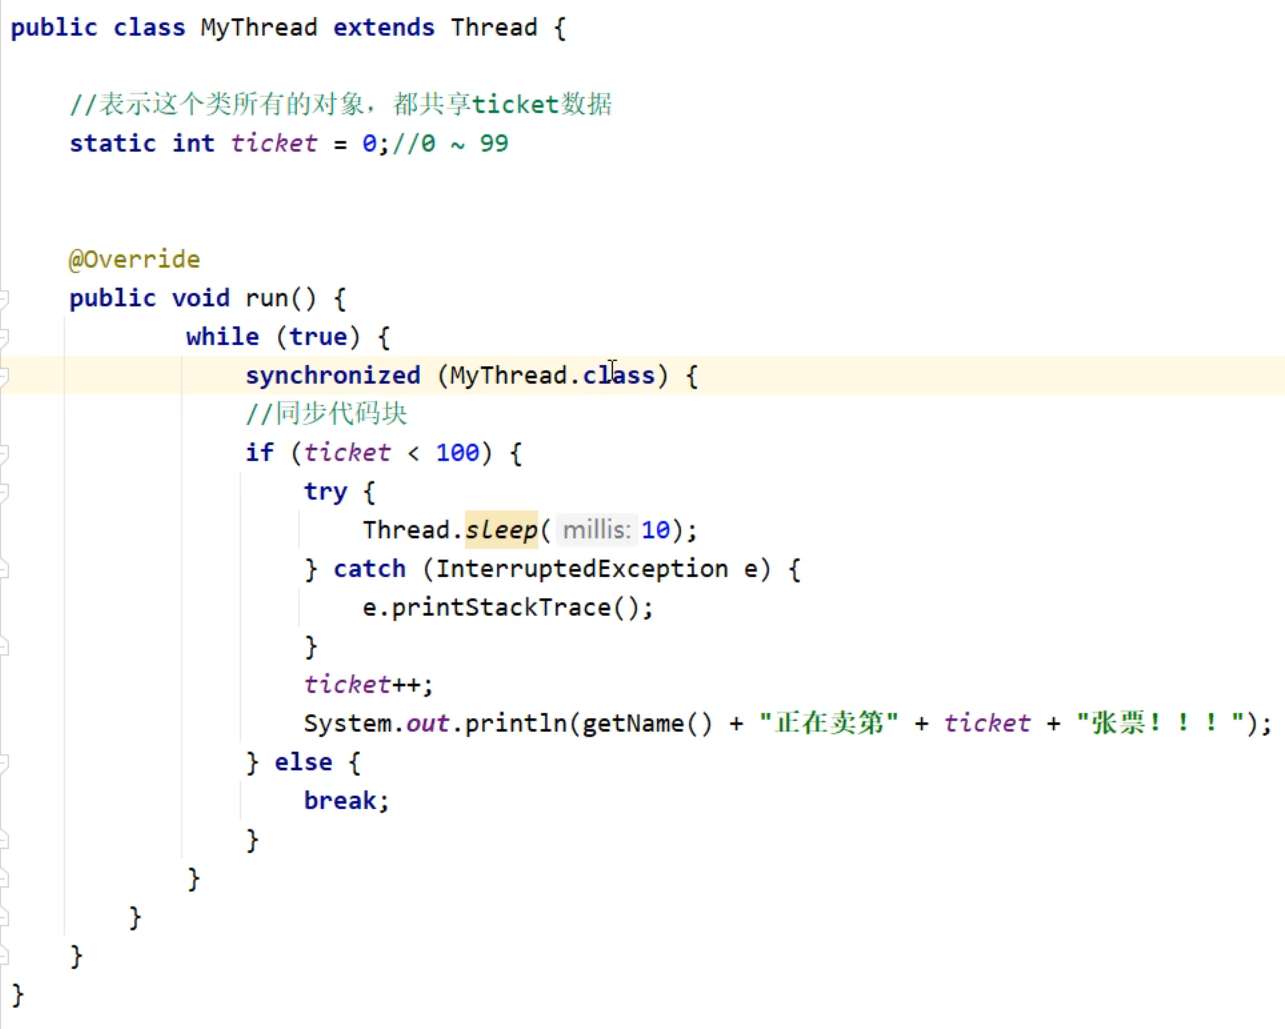 public class MyThread extends Thread {
//表示这个类所有的对象，都共享ticket数据
static int ticket = 0;//0 ~ 99
@Override
public void run() {
while (true) {
synchronized (MyThread.class) {
//同步代码块
if (ticket < 100) {
try {
Thread.sleep( millis: 10);
} catch (InterruptedException e) {
e.printStackTrace();
}
ticket++;
System.out.println(getName() + "正在卖第" + ticket + "张票！！！");
} else {
break;
}
}
}
}
}